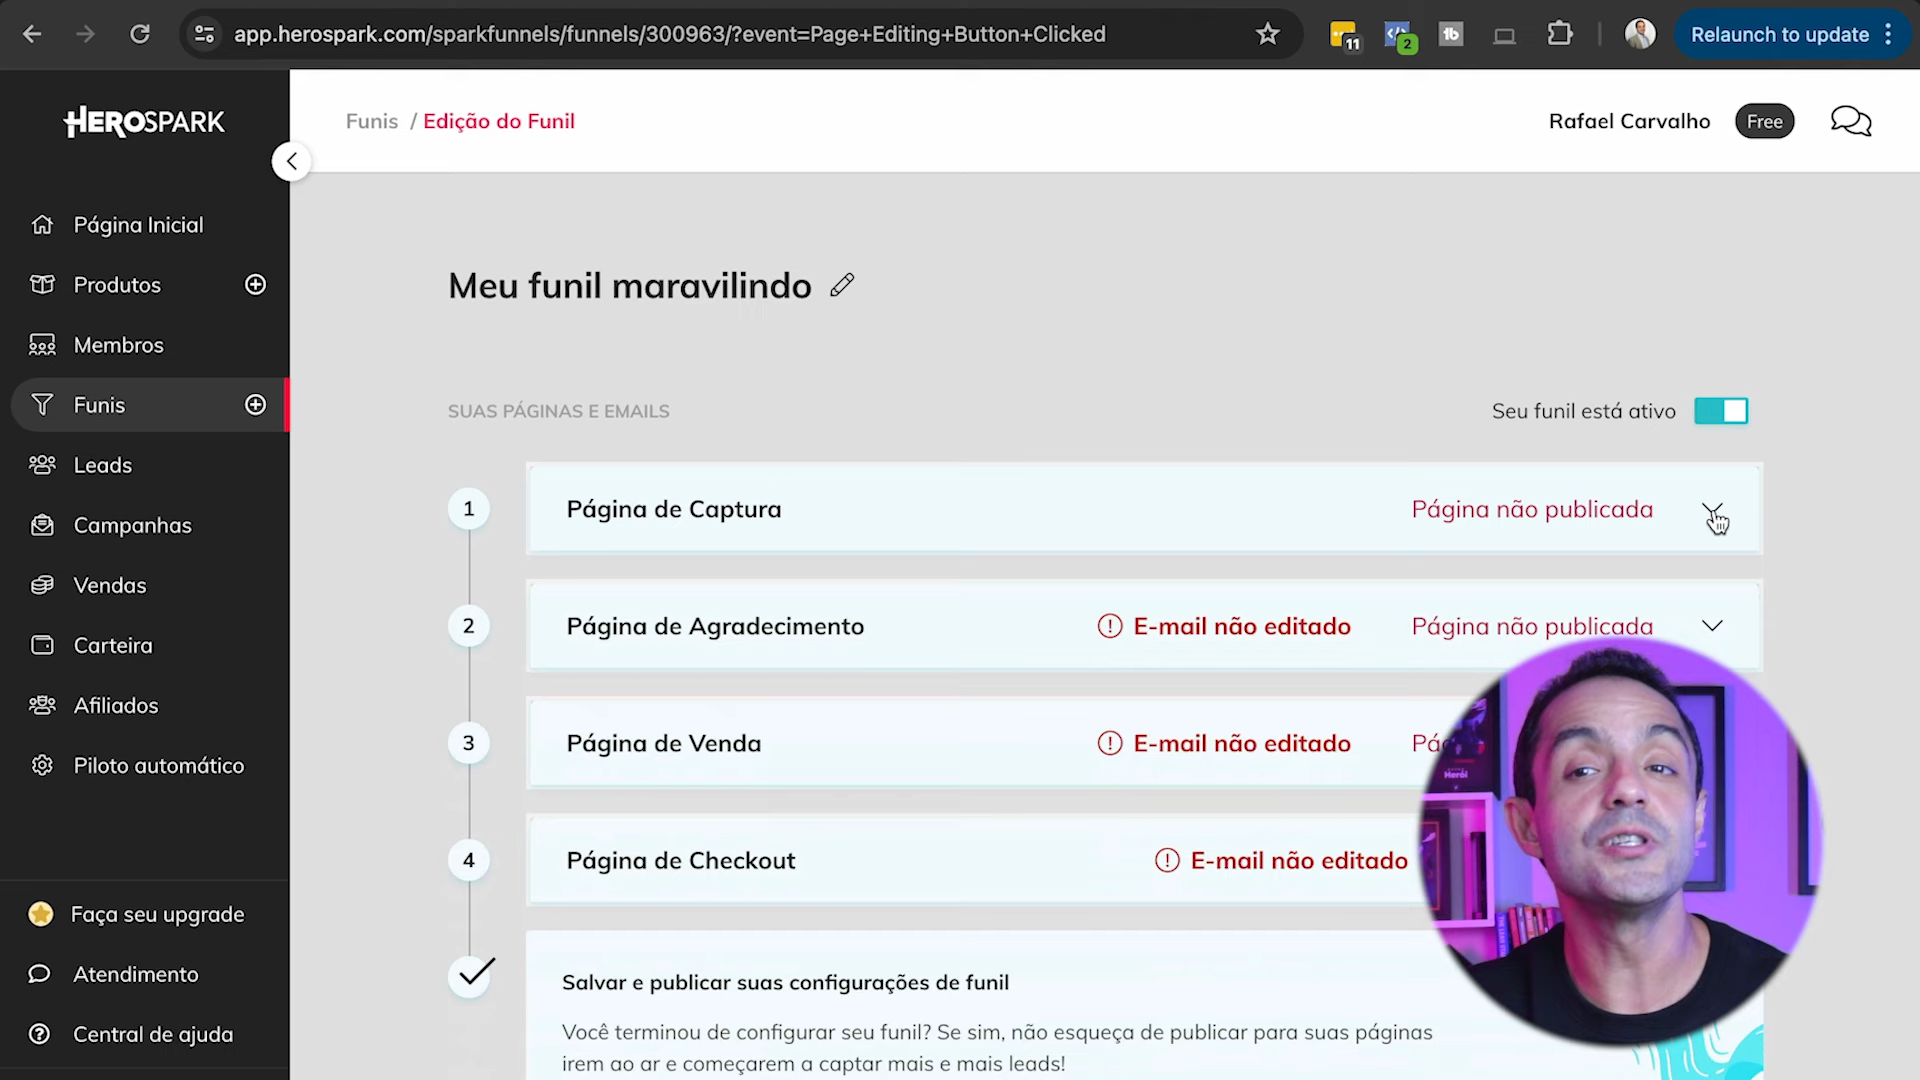 app.herospark.com/sparkfunnels/funnels/300963/?event=Page+Editing+Button+Clicked
11
2
tb
Relaunch to update
HEROSPARK
Funis / Edição do Funil
Rafael Carvalho
Free
Página Inicial
Produtos
Membros
Funis
Leads
Campanhas
Vendas
Carteira
Afiliados
Piloto automático
Faça seu upgrade
Atendimento
Central de ajuda
Meu funil maravilindo
SUAS PÁGINAS E EMAILS
Seu funil está ativo
1
Página de Captura
Página não publicada
2
Página de Agradecimento
E-mail não editado
Página não publicada
3
Página de Venda
E-mail não editado
4
Página de Checkout
E-mail não editado
Salvar e publicar suas configurações de funil
Você terminou de configurar seu funil? Se sim, não esqueça de publicar para suas páginas
irem ao ar e começarem a captar mais e mais leads!
Herói